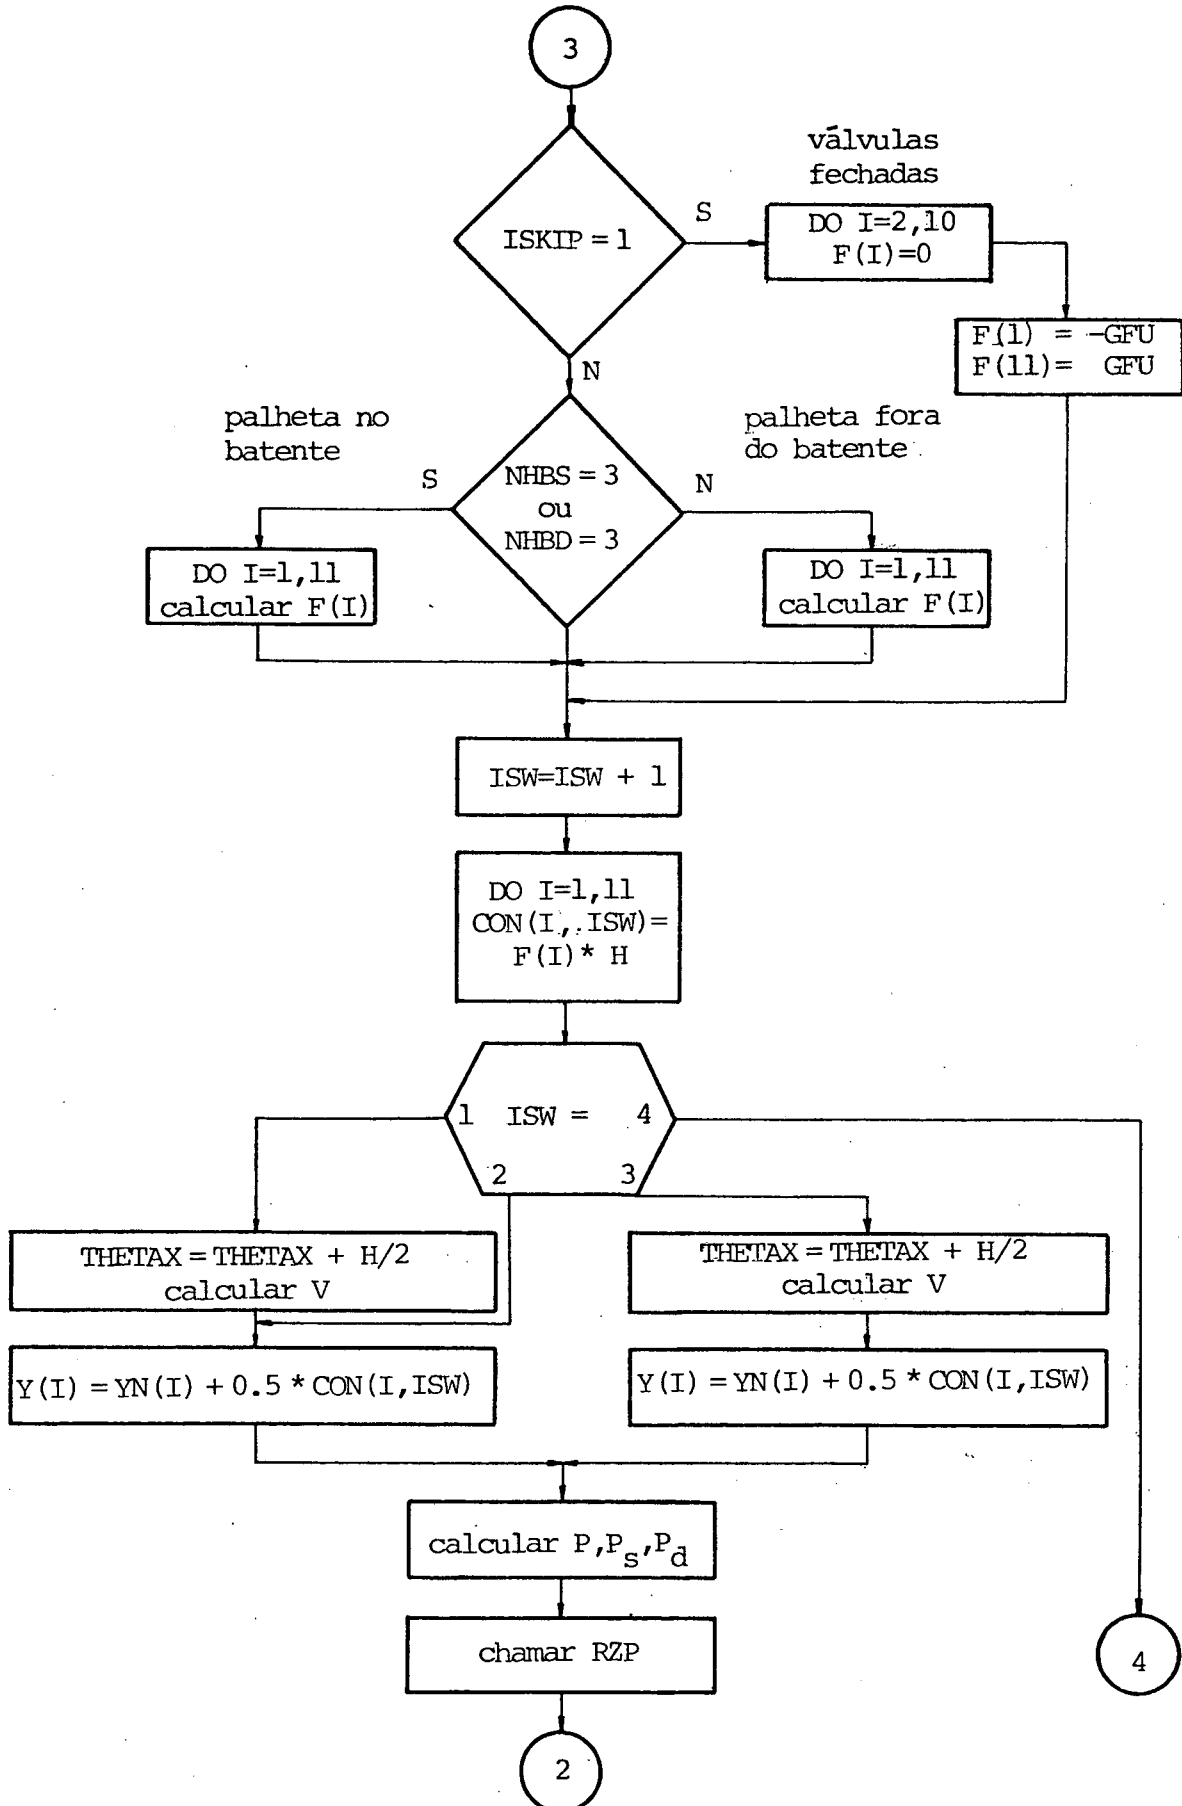 3
válvulas
fechadas
ISKIP = 1
S
DO I=2,10
F(I)=0
F(1) = -GFU
F(11)= GFU
N
palheta no
batente
palheta fora
do batente
S
NHBS = 3
ou
NHBD = 3
N
DO I=1,11
calcular F(I)
DO I=1,11
calcular F(I)
ISW=ISW + 1
DO I=1,11
CON(I, ISW)=
F(I)* H
1 ISW = 4
2 3
THETAX = THETAX + H/2
calcular V
THETAX = THETAX + H/2
calcular V
Y(I) = YN(I) + 0.5 * CON(I,ISW)
Y(I) = YN(I) + 0.5 * CON(I,ISW)
calcular P,Ps,Pd
chamar RZP
4
2